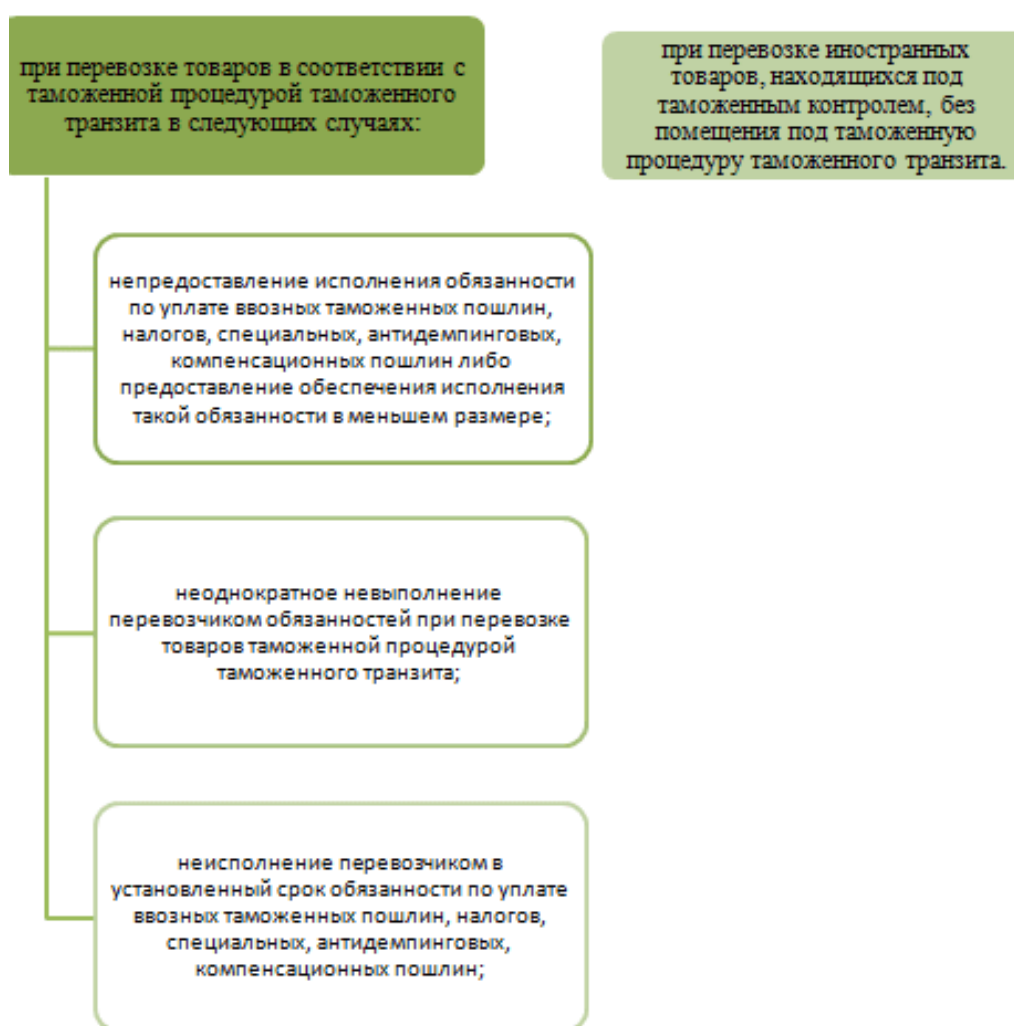 при перевозке товаров в соответствии с
таможенной процедурой таможенного
транзита в следующих случаях:
при перевозке иностранных
товаров, находящихся под
таможенным контролем, без
помещения под таможенную
процедуру таможенного транзита.
непредоставление исполнения обязанности
по уплате ввозных таможенных пошлин,
налогов, специальных, антидемпинговых,
компенсационных пошлин либо
предоставление обеспечения исполнения
такой обязанности в меньшем размере;
неоднократное невыполнение
перевозчиком обязанностей при перевозке
товаров таможенной процедурой
таможенного транзита;
неисполнение перевозчиком в
установленный срок обязанности по уплате
ввозных таможенных пошлин, налогов,
специальных, антидемпинговых,
компенсационных пошлин;